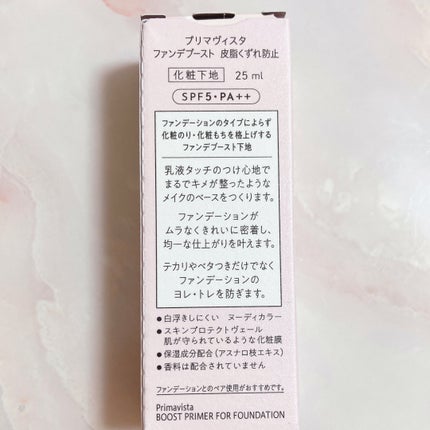 プリマヴィスタ
ファンデブースト 皮脂くずれ防止
化粧下地 25 ml
SPF5・PA++
ファンデーションのタイプによらず
化粧のり・化粧もちを格上げする
ファンデブースト下地
乳液タッチのつけ心地で
まるでキメが整ったような
メイクのベースをつくります。
ファンデーションが
ムラなくきれいに密着し、
均一な仕上がりを叶えます。
テカリやベタつきだけでなく
ファンデーションの
ヨレ・トレを防ぎます。
●白浮きしにくい ヌーディカラー
●スキンプロテクトヴェール
肌が守られているような化粧膜
●保湿成分配合（アスナロ枝エキス）
●香料は配合されていません
ファンデーションとのペア使用がおすすめです。
Primavista
BOOST PRIMER FOR FOUNDATION